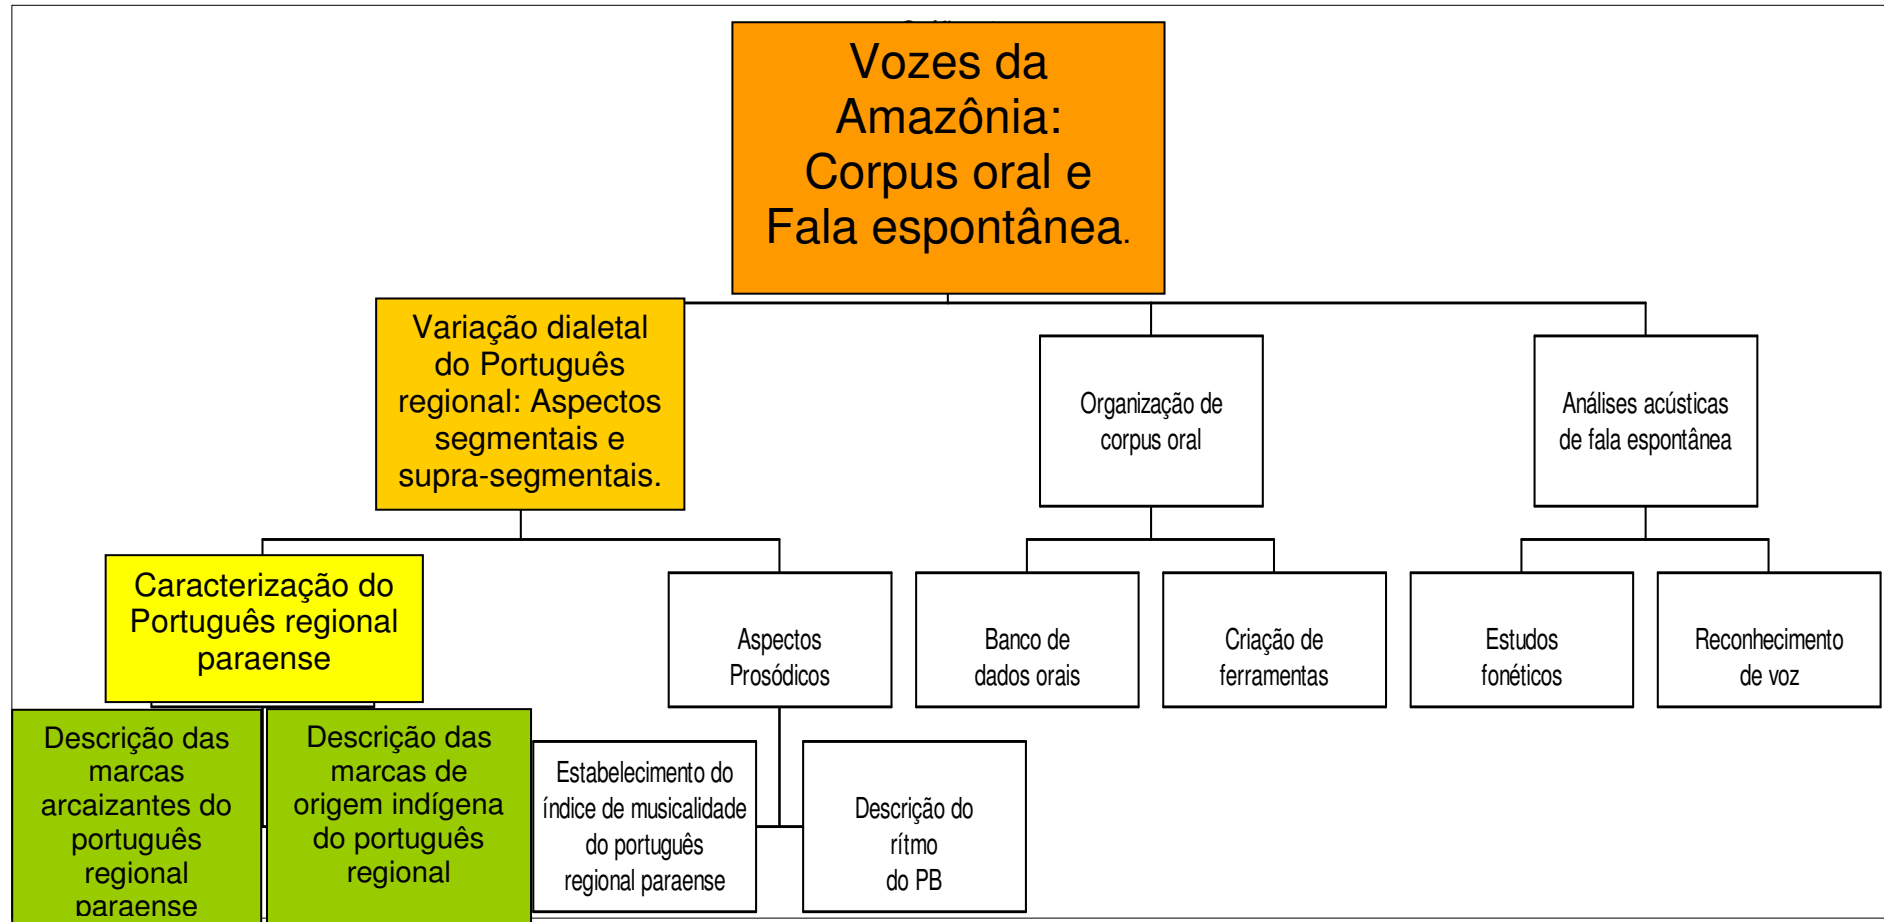 Vozes da
Amazônia:
Corpus oral e
Fala espontânea.
Variação dialetal
do Português
regional: Aspectos
segmentais e
supra-segmentais.
Organização de
corpus oral
Análises acústicas
de fala espontânea
Caracterização do
Português regional
paraense
Aspectos
Prosódicos
Banco de
dados orais
Criação de
ferramentas
Estudos
fonéticos
Reconhecimento
de voz
Descrição das
marcas
arcaizantes do
português
regional
paraense
Descrição das
marcas de
origem indígena
do português
regional
Estabelecimento do
índice de musicalidade
do português
regional paraense
Descrição do
rítmo
do PB